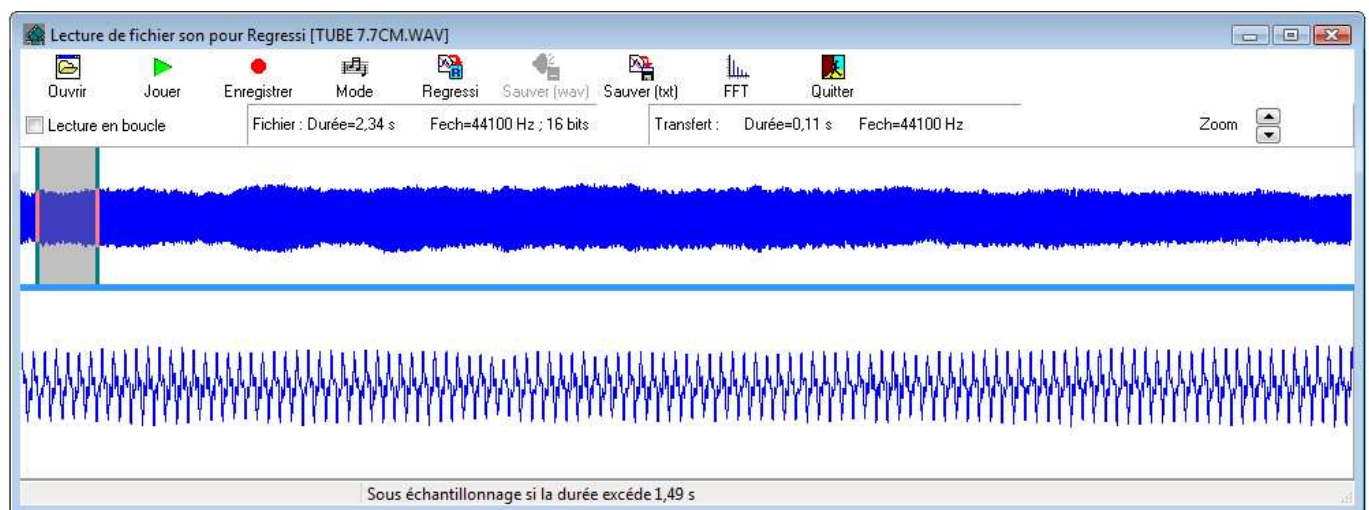 Lecture de fichier son pour Regressi [TUBE 7.7CM.WAV]
Ouvrir Jouer Enregistrer Mode Regressi Sauver (wav) Sauver (txt) FFT Quitter
Lecture en boucle Fichier : Durée=2,34 s Fech=44100 Hz ; 16 bits Transfert : Durée=0,11 s Fech=44100 Hz Zoom
Sous échantillonnage si la durée excéde 1,49 s